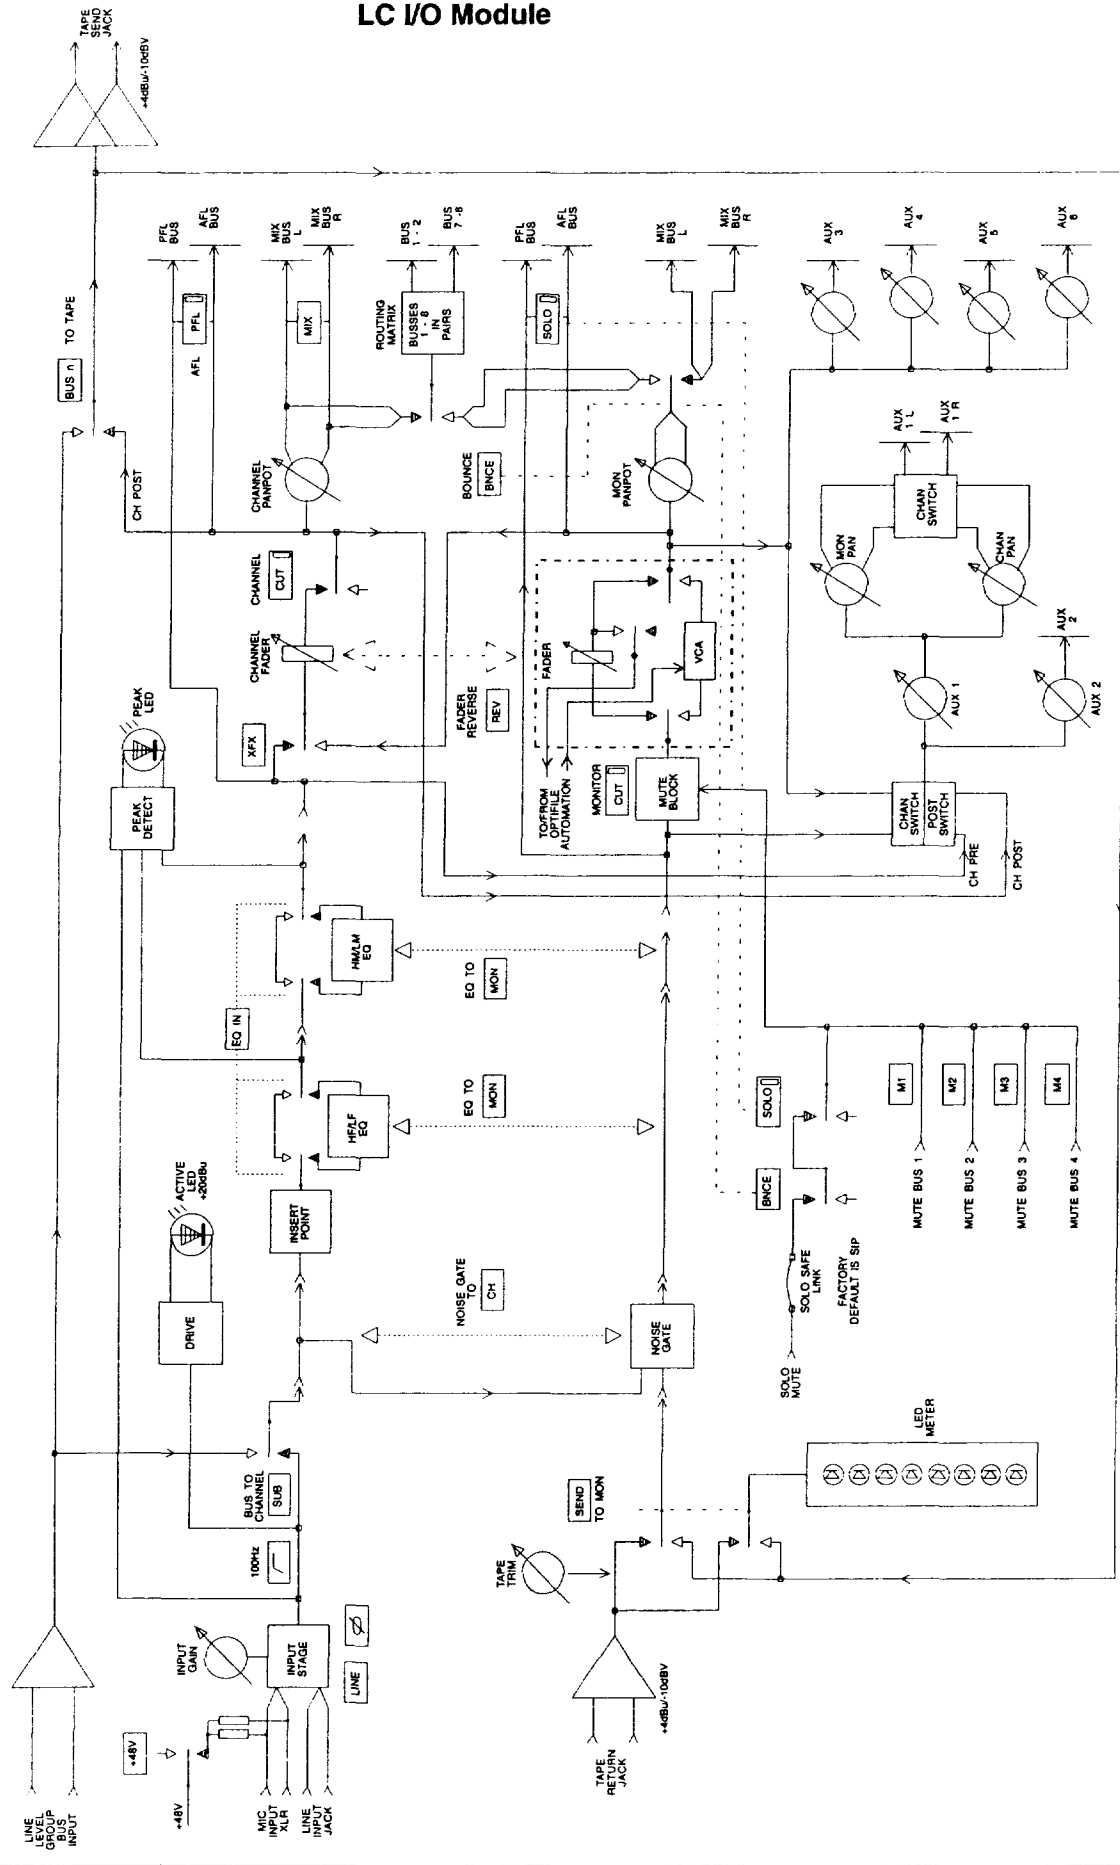 LC I/O Module
TAPE
SEND
JACK
+4dBu/-10dBV
PFL
BUS
AFL
BUS
MIX
BUS
L
MIX
BUS
R
BUS
1 - 2
BUS
7 -8
PFL
BUS
AFL
BUS
MIX
BUS
L
MIX
BUS
R
AUX
3
AUX
4
AUX
5
AUX
6
BUS n
TO TAPE
PFL
AFL
MIX
ROUTING
MATRIX
BUSSES
1 - 8
IN
PAIRS
SOLO
CH POST
CHANNEL
PANPOT
BOUNCE
BNCE
MON
PANPOT
AUX
1 L
AUX
1 R
CHAN
SWITCH
MON
PAN
CHAN
PAN
CHANNEL
CUT
CHANNEL
FADER
FADER
REVERSE
REV
FADER
VCA
AUX
2
AUX 1
AUX 2
PEAK
LED
PEAK
DETECT
XFX
TO/FROM
OPTIFILE
AUTOMATION
MONITOR
CUT
MUTE
BLOCK
CHAN
SWITCH
POST
SWITCH
CH PRE
CH POST
HM/LM
EQ
EQ TO
MON
EQ IN
HF/LF
EQ
EQ TO
MON
SOLO
M1
M2
M3
M4
BNCE
MUTE BUS 1
MUTE BUS 2
MUTE BUS 3
MUTE BUS 4
ACTIVE
LED
+20dBu
DRIVE
INSERT
POINT
NOISE GATE
TO
CH
NOISE
GATE
SOLO SAFE
LINK
FACTORY
DEFAULT IS SIP
SOLO
MUTE
BUS TO
CHANNEL
SUB
100Hz
SEND
TO MON
LED
METER
TAPE
TRIM
INPUT
GAIN
INPUT
STAGE
Ø
LINE
+48V
+48V
+4dBu/-10dBV
TAPE
RETURN
JACK
LINE
LEVEL
GROUP
BUS
INPUT
MIC
INPUT
XLR
LINE
INPUT
JACK